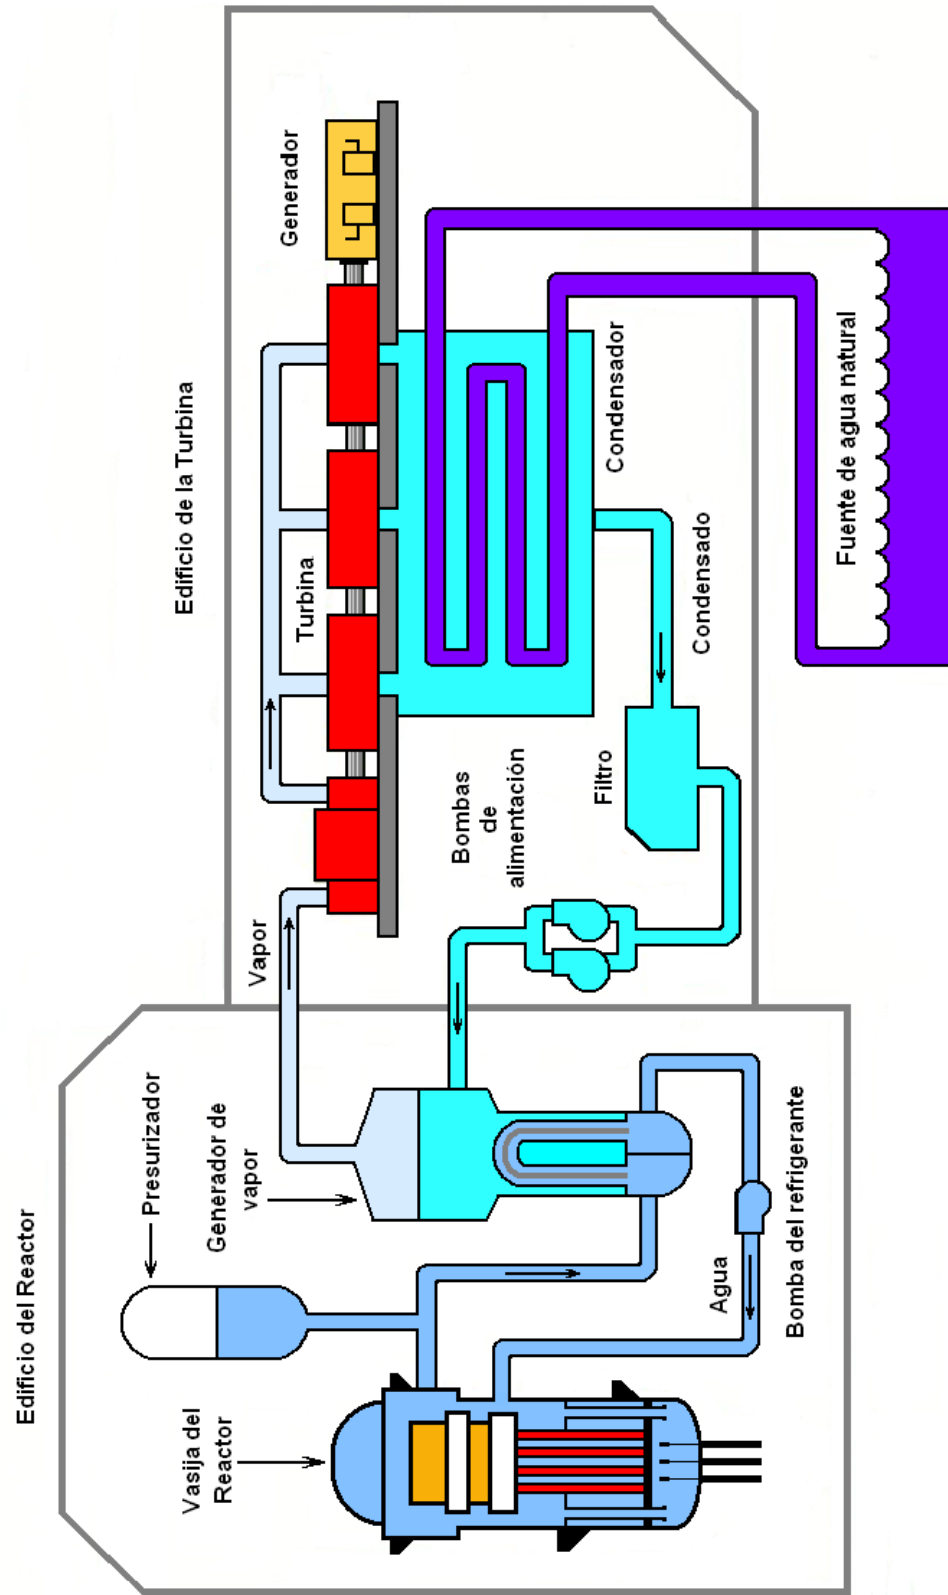 Edificio del Reactor
Edificio de la Turbina
Presurizador
Vasija del
Reactor
Generador de
vapor
Vapor
Turbina
Generador
Bombas
de
alimentación
Filtro
Condensador
Condensado
Agua
Bomba del refrigerante
Fuente de agua natural